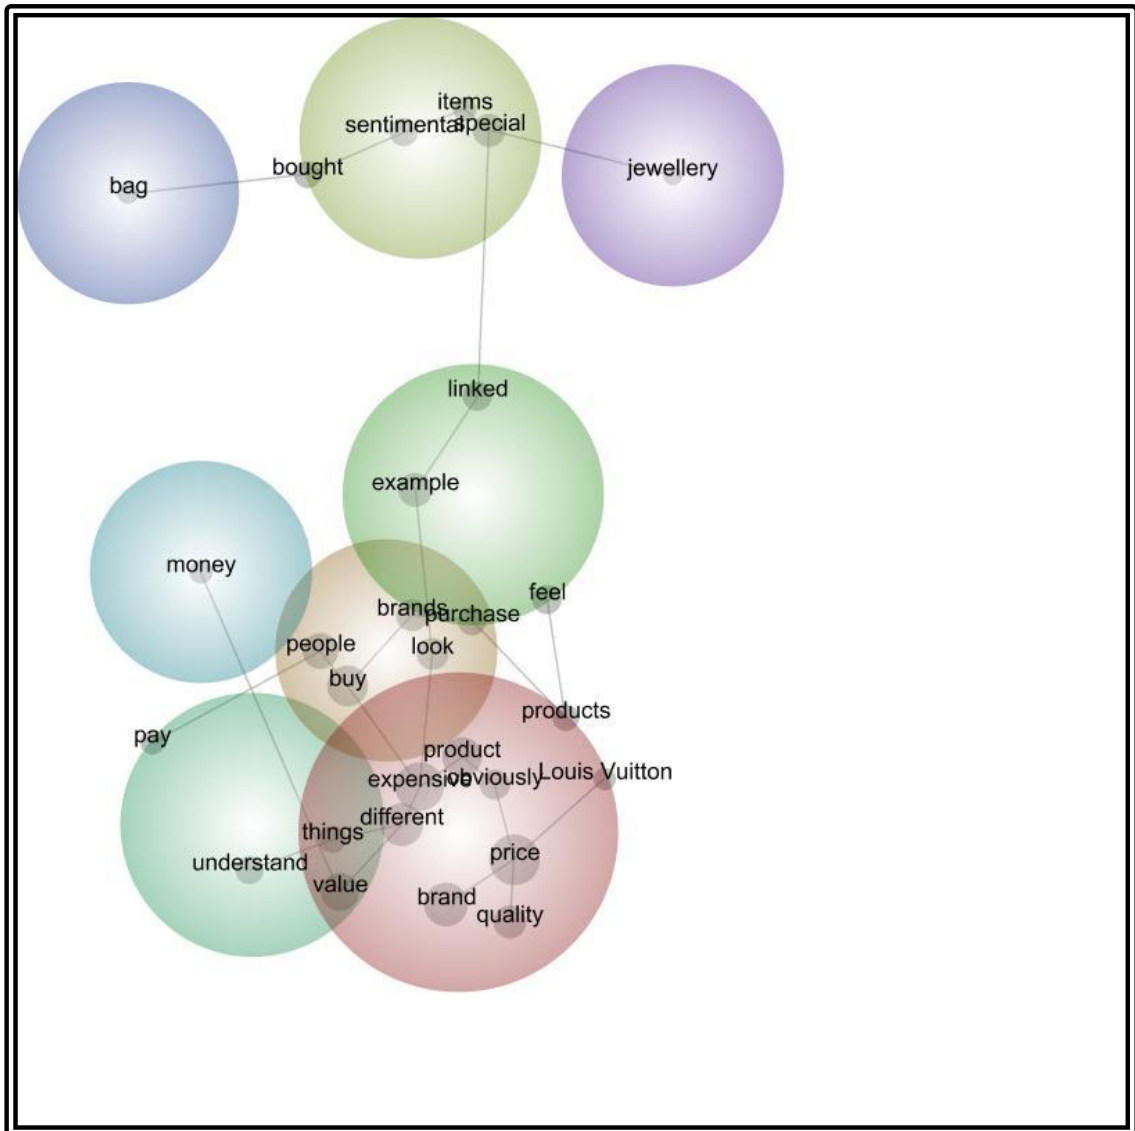 items
sentimental
special
bought
jewellery
bag
linked
example
money
feel
brands
purchase
people
look
buy
products
pay
product
expensive
obviously
Louis Vuitton
different
things
price
understand
value
brand
quality